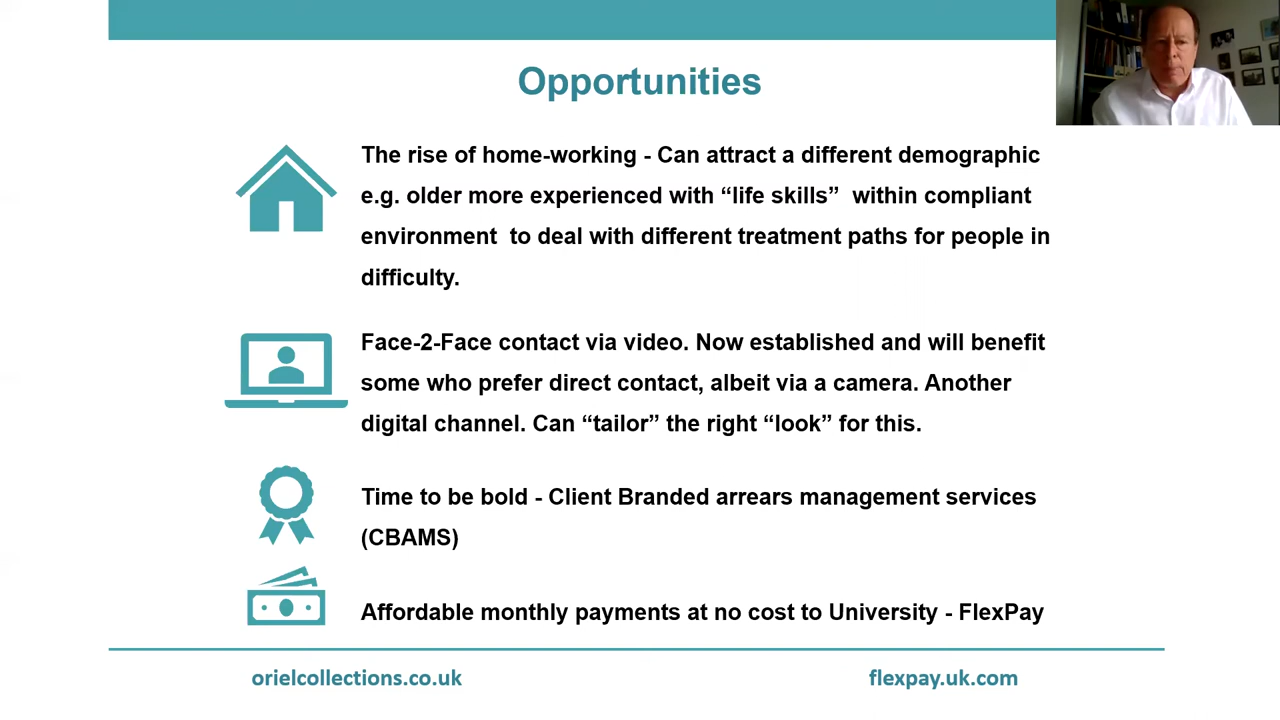 Opportunities
The rise of home-working - Can attract a different demographic
e.g. older more experienced with “life skills”  within compliant
environment  to deal with different treatment paths for people in
difficulty.
Face-2-Face contact via video. Now established and will benefit
some who prefer direct contact, albeit via a camera. Another
digital channel. Can “tailor” the right “look” for this.
Time to be bold - Client Branded arrears management services
(CBAMS)
Affordable monthly payments at no cost to University - FlexPay
orielcollections.co.uk
flexpay.uk.com